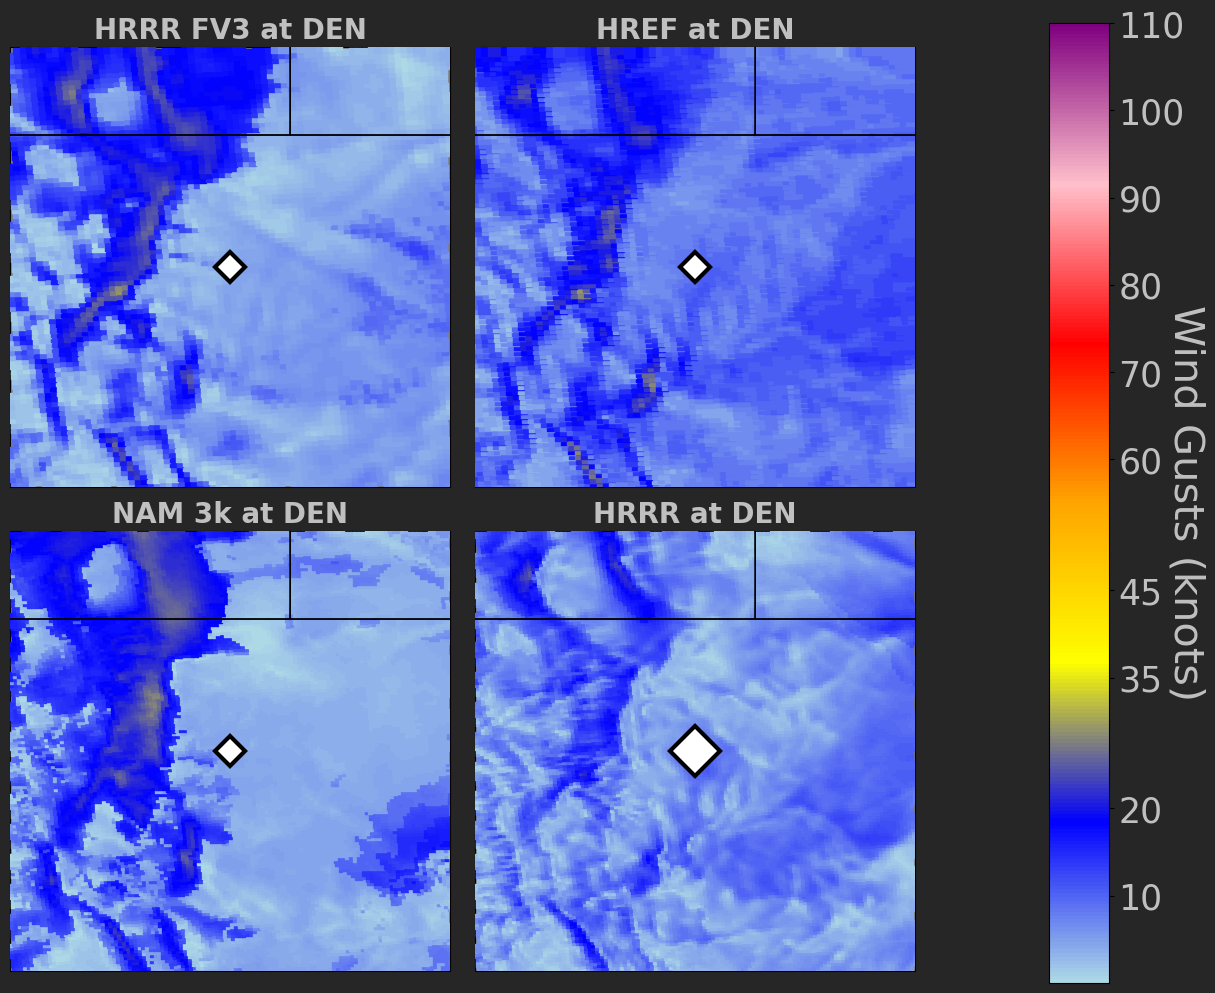 HRRR FV3 at DEN
HREF at DEN
NAM 3k at DEN
HRRR at DEN
110
100
90
80
70
60
45
35
20
10
Wind Gusts (knots)